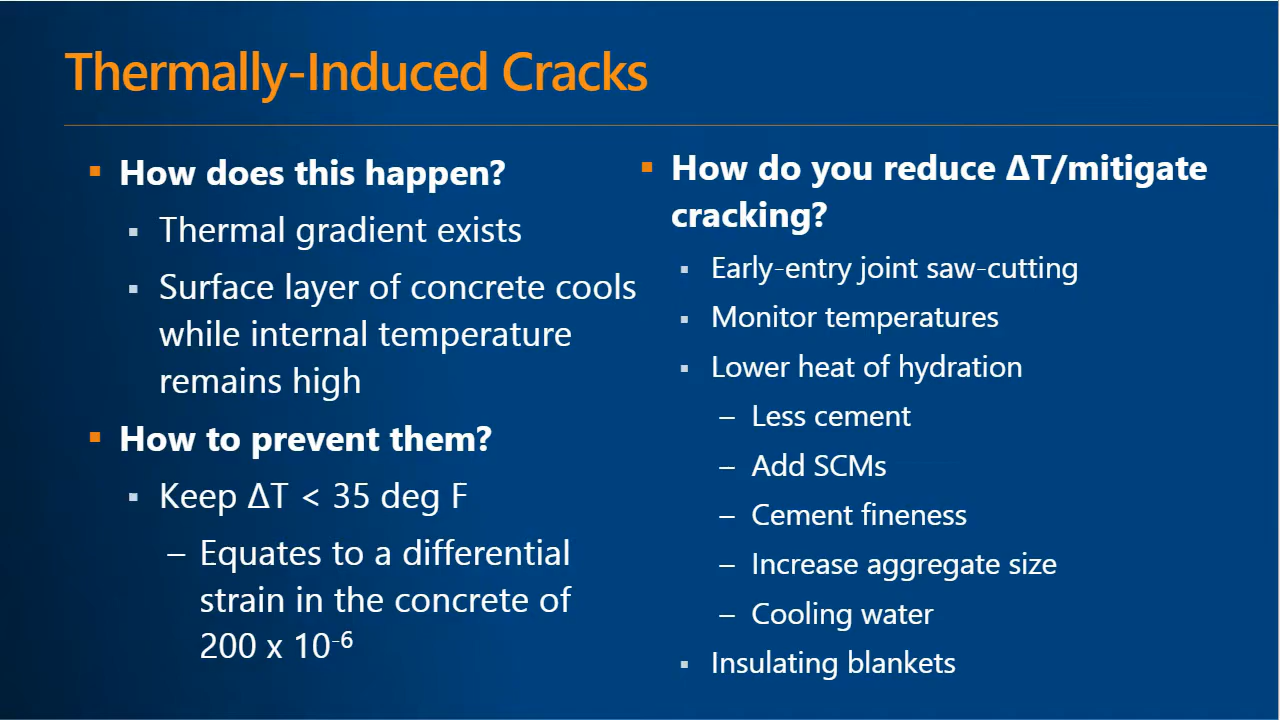 Thermally-Induced Cracks
▪ How does this happen?
▪ Thermal gradient exists
▪ Surface layer of concrete cools
while internal temperature
remains high
▪ How to prevent them?
▪ Keep ΔT < 35 deg F
– Equates to a differential
strain in the concrete of
200 x 10⁻⁶
▪ How do you reduce ΔT/mitigate
cracking?
▪ Early-entry joint saw-cutting
▪ Monitor temperatures
▪ Lower heat of hydration
– Less cement
– Add SCMs
– Cement fineness
– Increase aggregate size
– Cooling water
▪ Insulating blankets